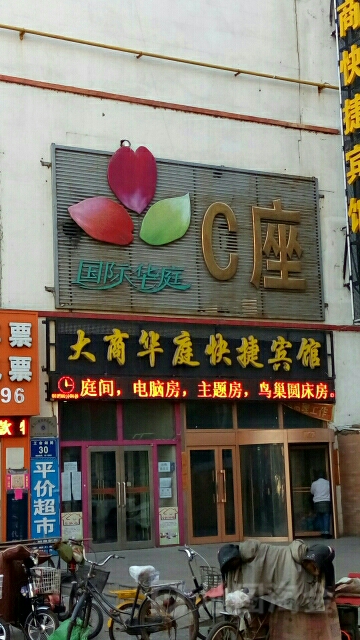 商快捷宾馆
国际华庭
C座
大商华庭快捷宾馆
庭间，电脑房，主题房，鸟巢圆床房
票
票
96
30
平价超市